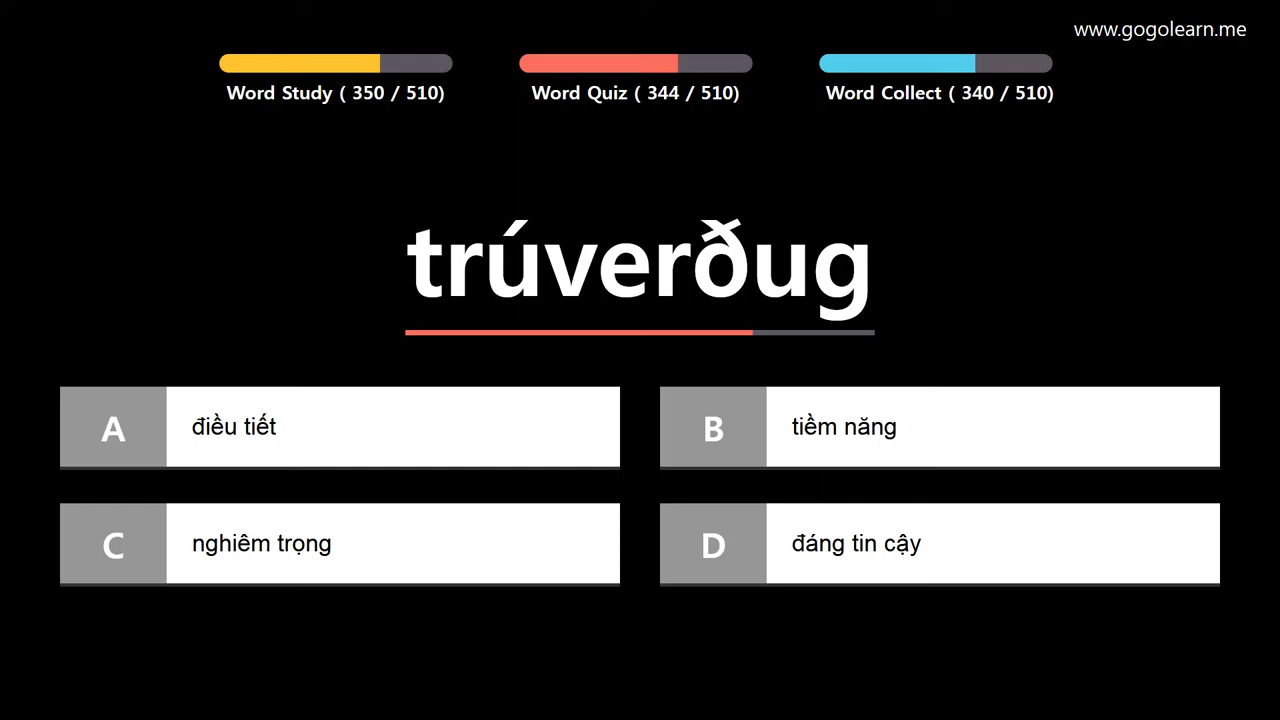 www.gogolearn.me
Word Study ( 350 / 510)
Word Quiz ( 344 / 510)
Word Collect ( 340 / 510)
trúverðug
A
điều tiết
B
tiềm năng
C
nghiêm trọng
D
đáng tin cậy